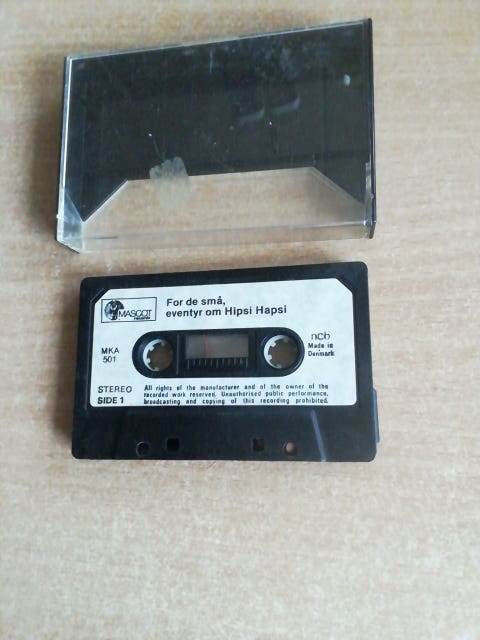 MASCOT
For de små,
eventyr om Hipsi Hapsi
MKA
501
ncb
Made in
Denmark
STEREO
SIDE 1
All rights of the manufacturer and of the owner of the
recorded work reserved. Unauthorised public performance,
broadcasting and copying of this recording prohibited.